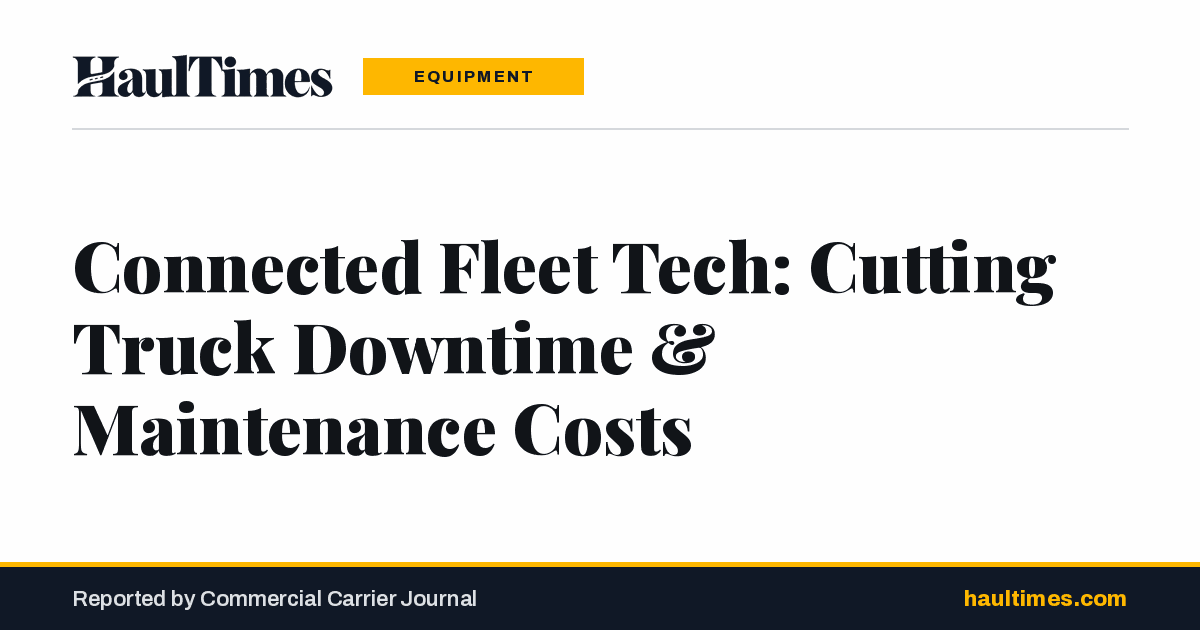 HaulTimes
EQUIPMENT
Connected Fleet Tech: Cutting
Truck Downtime &
Maintenance Costs
Reported by Commercial Carrier Journal
haultimes.com